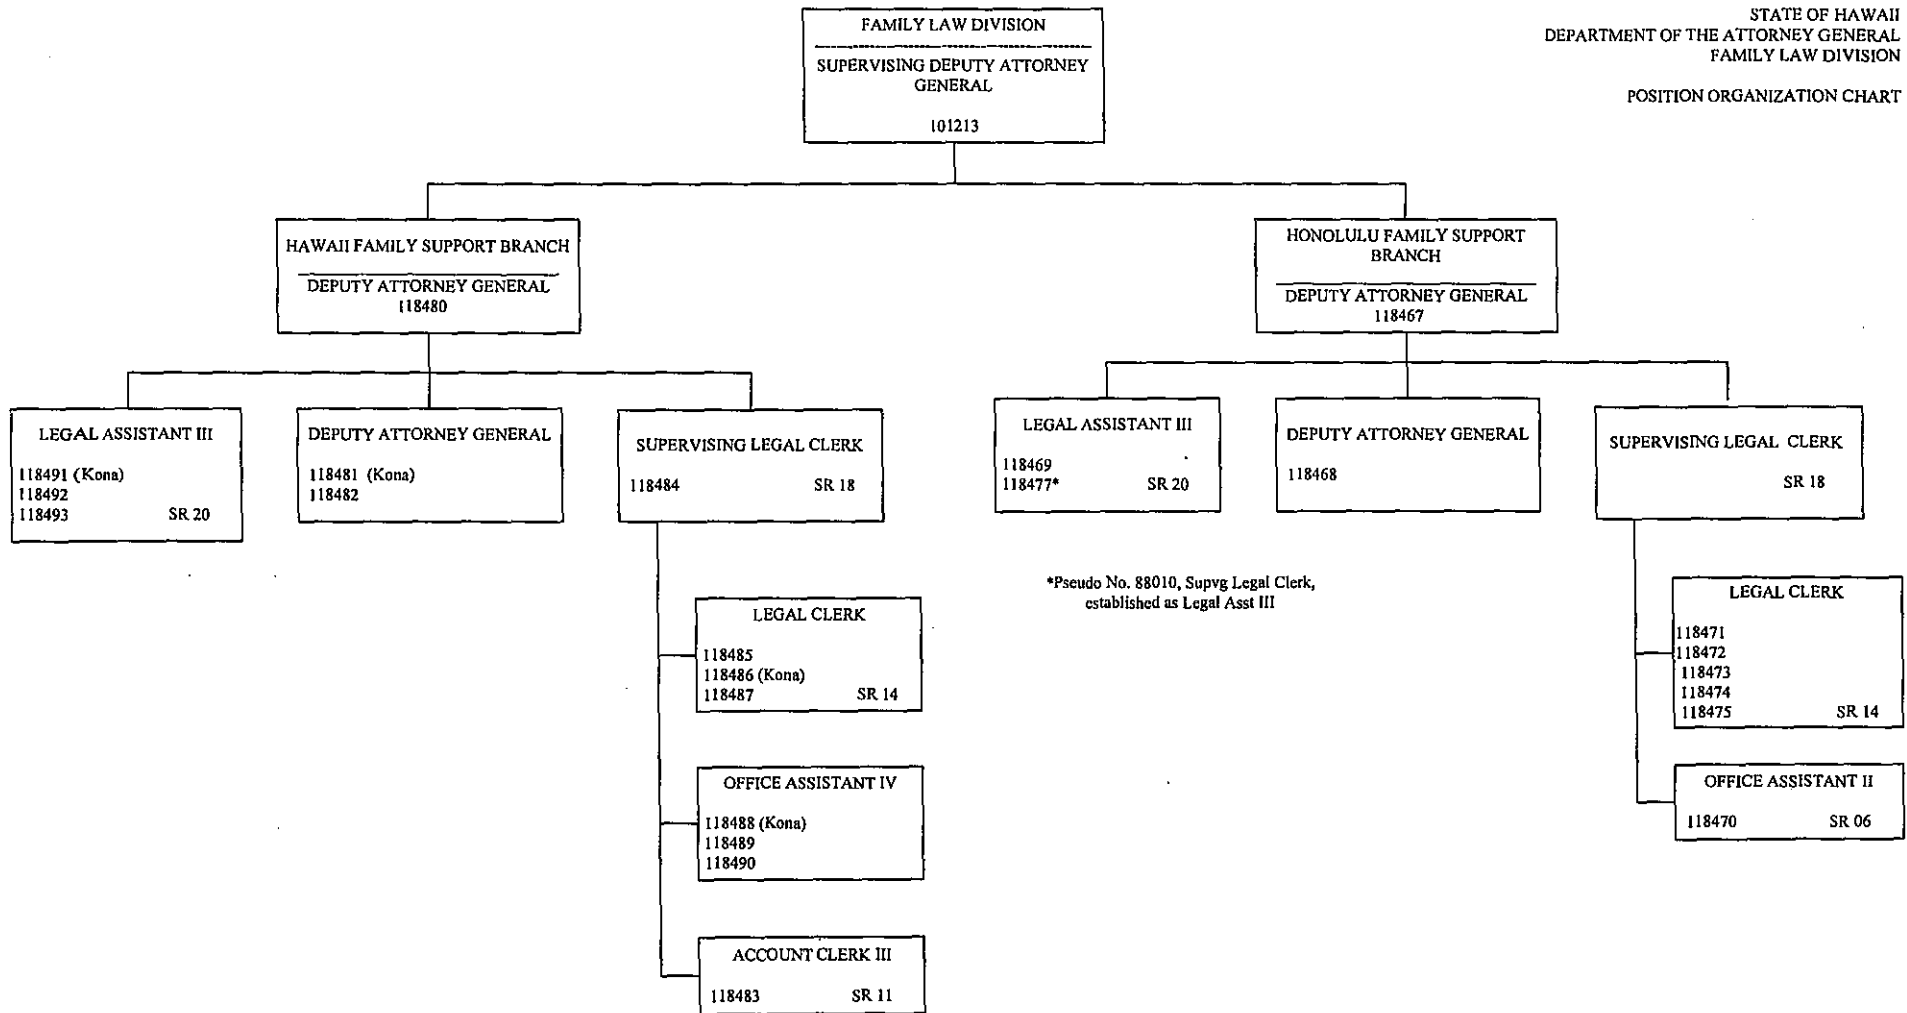 STATE OF HAWAII
DEPARTMENT OF THE ATTORNEY GENERAL
FAMILY LAW DIVISION
POSITION ORGANIZATION CHART
FAMILY LAW DIVISION
SUPERVISING DEPUTY ATTORNEY
GENERAL
101213
HAWAII FAMILY SUPPORT BRANCH
DEPUTY ATTORNEY GENERAL
118480
HONOLULU FAMILY SUPPORT
BRANCH
DEPUTY ATTORNEY GENERAL
118467
LEGAL ASSISTANT III
118491 (Kona)
118492
118493 SR 20
DEPUTY ATTORNEY GENERAL
118481 (Kona)
118482
SUPERVISING LEGAL CLERK
118484 SR 18
LEGAL CLERK
118485
118486 (Kona)
118487 SR 14
OFFICE ASSISTANT IV
118488 (Kona)
118489
118490
ACCOUNT CLERK III
118483 SR 11
LEGAL ASSISTANT III
118469
118477* SR 20
*Pseudo No. 88010, Supvg Legal Clerk,
established as Legal Asst III
DEPUTY ATTORNEY GENERAL
118468
SUPERVISING LEGAL CLERK
SR 18
LEGAL CLERK
118471
118472
118473
118474
118475 SR 14
OFFICE ASSISTANT II
118470 SR 06